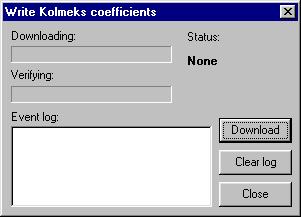 Write Kolmeks coefficients
Downloading:
Status:
None
Verifying:
Event log:
Download
Clear log
Close